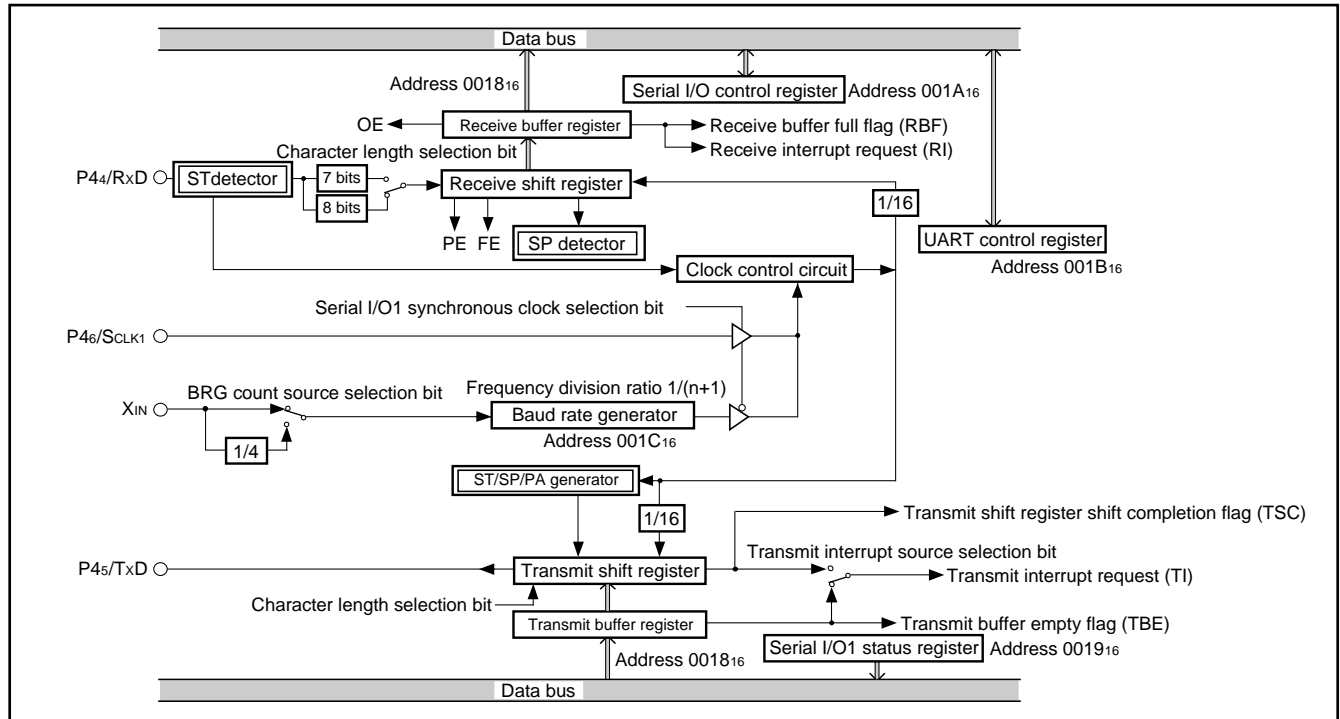 Data bus
Address 0018₁₆
Serial I/O control register Address 001A₁₆
OE Receive buffer register Receive buffer full flag (RBF)
Character length selection bit Receive interrupt request (RI)
P4₄/RxD STdetector 7 bits Receive shift register
8 bits 1/16
PE FE SP detector UART control register
Clock control circuit Address 001B₁₆
Serial I/O1 synchronous clock selection bit
P4₆/SCLK1
BRG count source selection bit Frequency division ratio 1/(n+1)
XIN Baud rate generator
1/4 Address 001C₁₆
ST/SP/PA generator
1/16 Transmit shift register shift completion flag (TSC)
Transmit interrupt source selection bit
P4₅/TxD Transmit shift register Transmit interrupt request (TI)
Character length selection bit
Transmit buffer register Transmit buffer empty flag (TBE)
Address 0018₁₆ Serial I/O1 status register Address 0019₁₆
Data bus